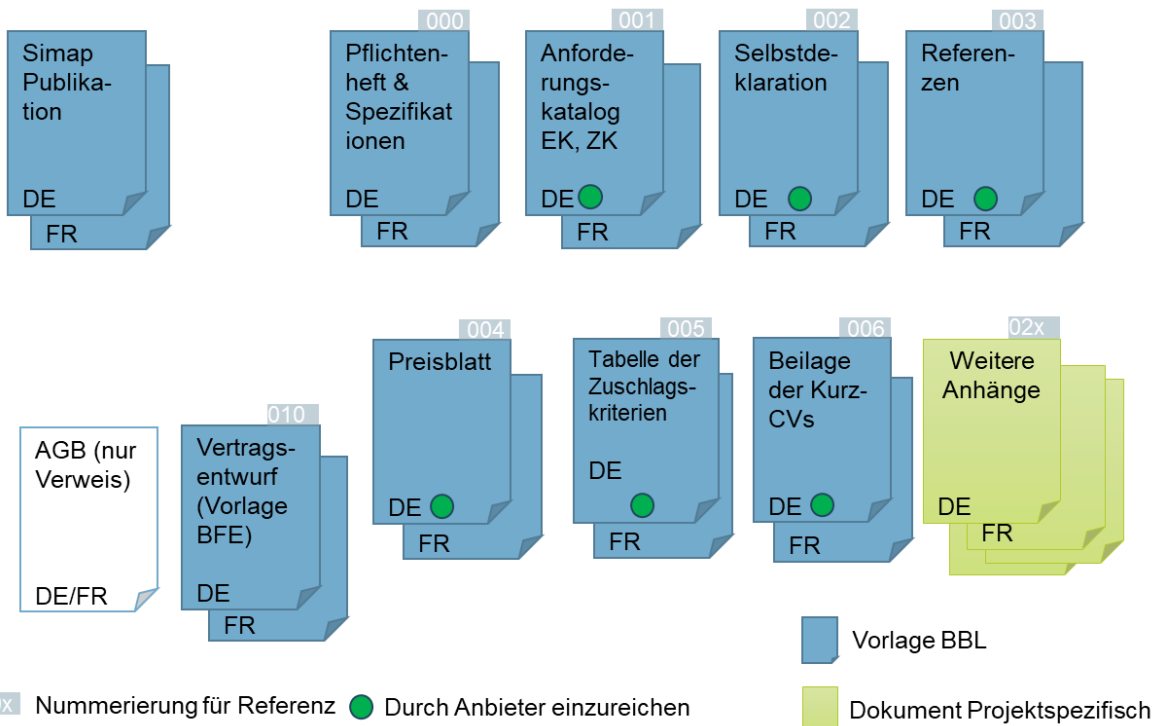 Simap
Publika-
tion
DE
FR
000
Pflichten-
heft &
Spezifikat
ionen
DE
FR
001
Anforde-
rungs-
katalog
EK, ZK
DE
FR
002
Selbstde-
klaration
DE
FR
003
Referen-
zen
DE
FR
AGB (nur
Verweis)
DE/FR
010
Vertrags-
entwurf
(Vorlage
BFE)
DE
FR
004
Preisblatt
DE
FR
005
Tabelle der
Zuschlags-
kriterien
DE
FR
006
Beilage
der Kurz-
CVs
DE
FR
02x
Weitere
Anhänge
DE
FR
Vorlage BBL
Nummerierung für Referenz
Durch Anbieter einzureichen
Dokument Projektspezifisch